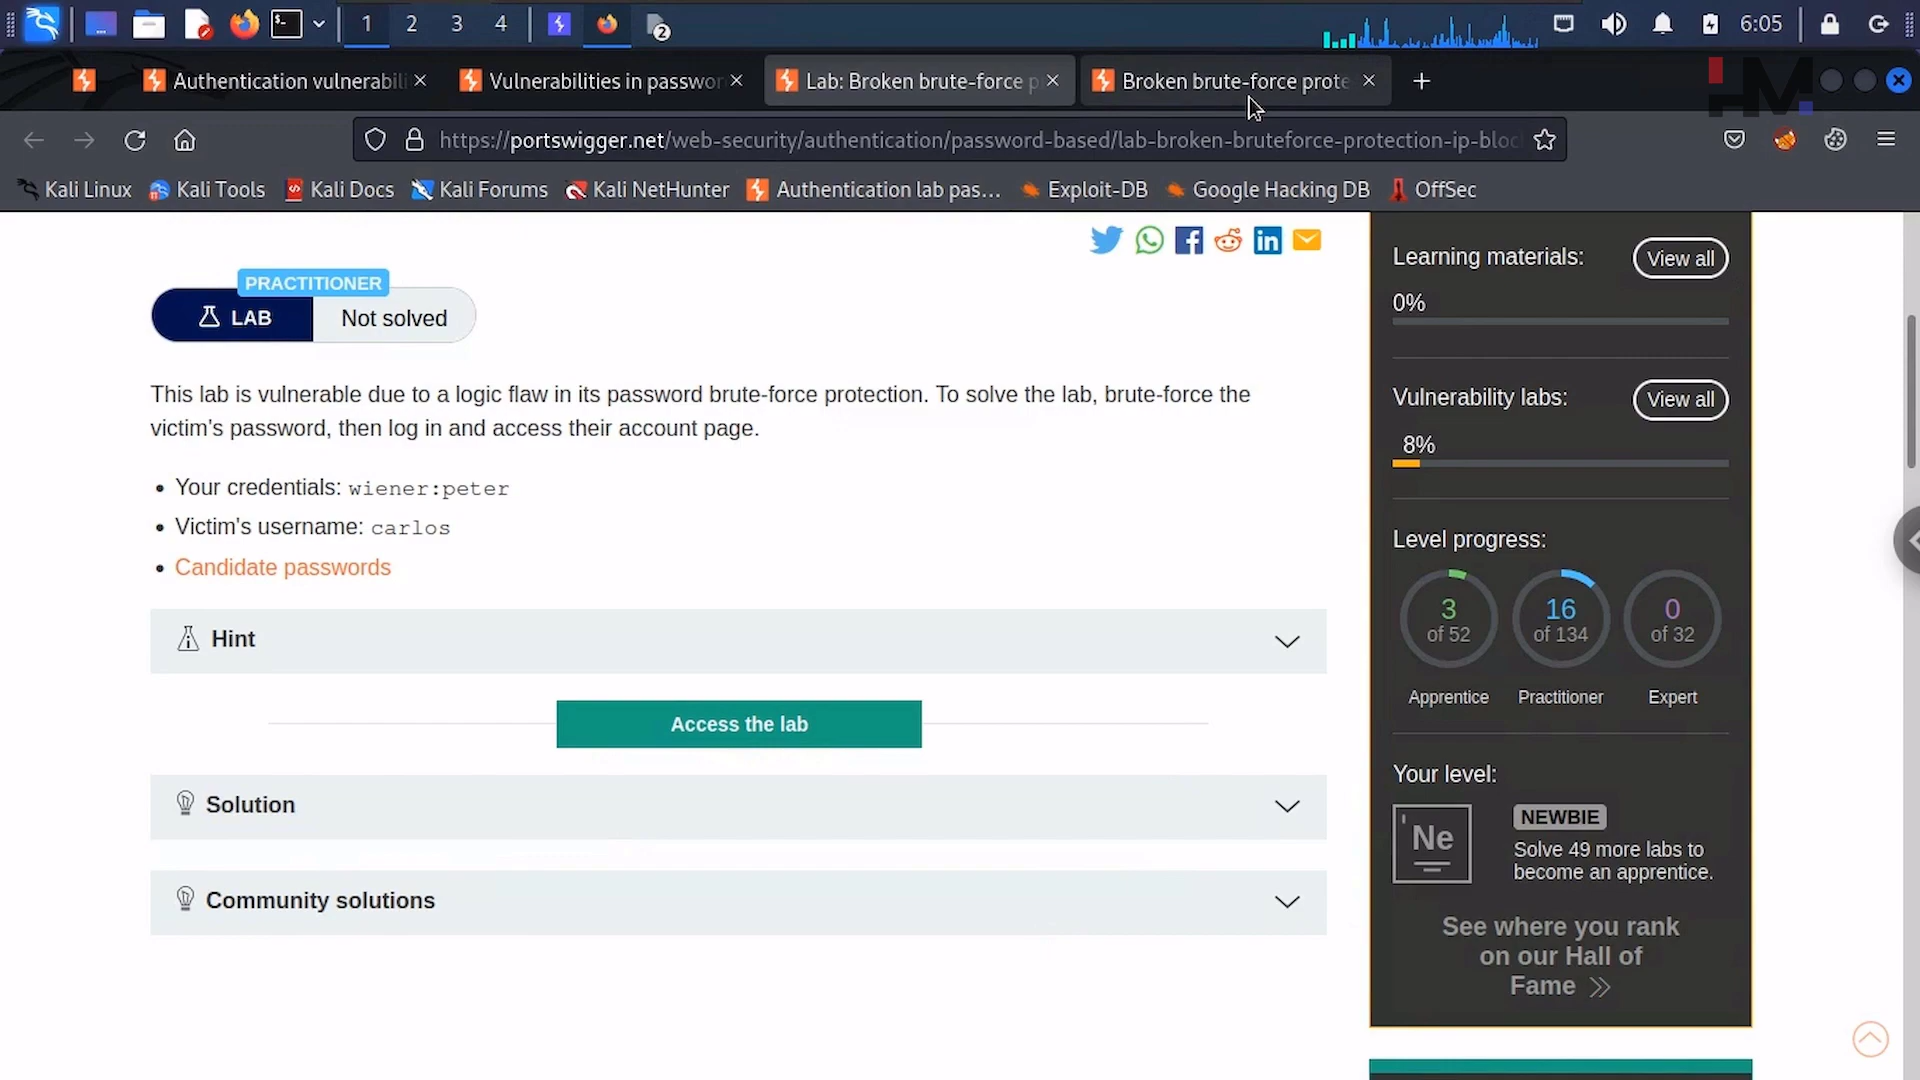 1 2 3 4 2 6:05
Authentication vulnerabili
Vulnerabilities in passwor
Lab: Broken brute-force p
Broken brute-force prote
HM
https://portswigger.net/web-security/authentication/password-based/lab-broken-bruteforce-protection-ip-bloc
Kali Linux Kali Tools Kali Docs Kali Forums Kali NetHunter Authentication lab pas... Exploit-DB Google Hacking DB OffSec
PRACTITIONER
LAB Not solved
This lab is vulnerable due to a logic flaw in its password brute-force protection. To solve the lab, brute-force the
victim's password, then log in and access their account page.
• Your credentials: wiener:peter
• Victim's username: carlos
• Candidate passwords
Hint
Access the lab
Solution
Community solutions
Learning materials: View all
0%
Vulnerability labs: View all
8%
Level progress:
3 16 0
of 52 of 134 of 32
Apprentice Practitioner Expert
Your level:
Ne
NEWBIE
Solve 49 more labs to
become an apprentice.
See where you rank
on our Hall of
Fame